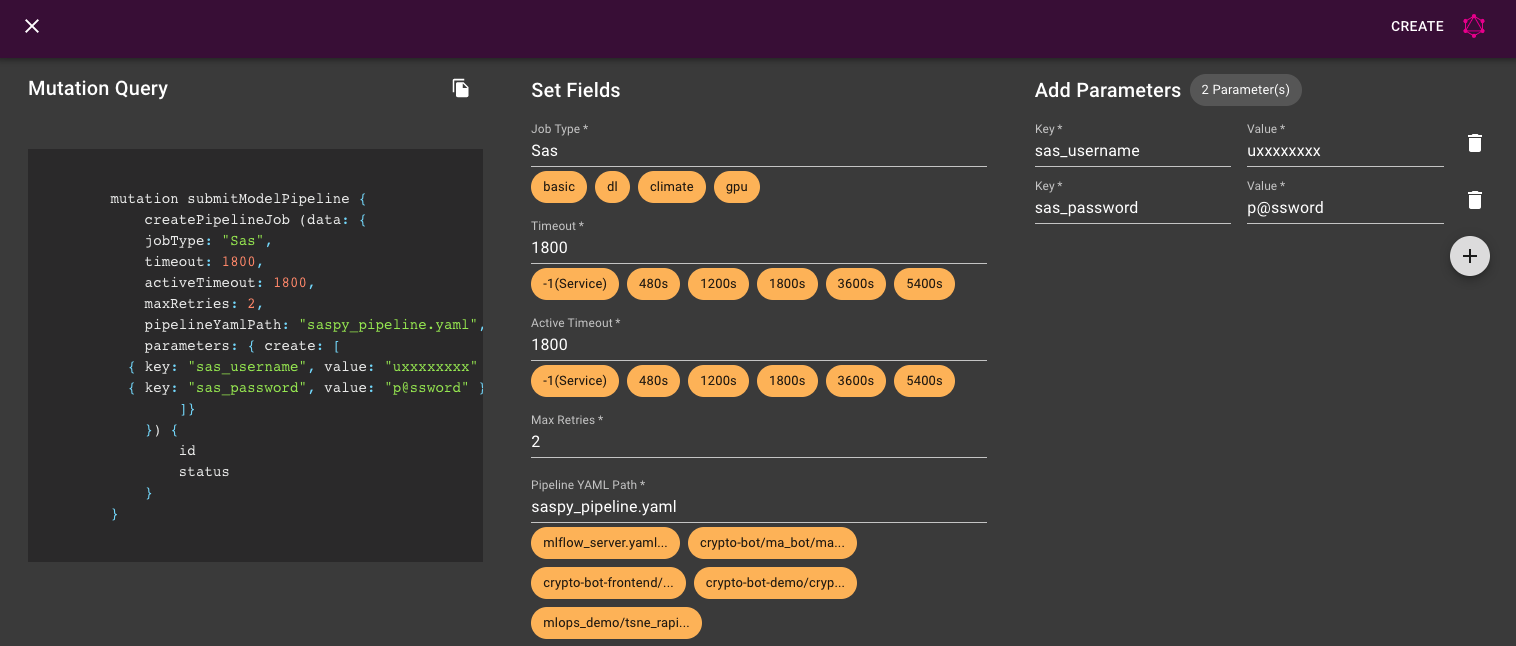 CREATE
Mutation Query
mutation submitModelPipeline {
createPipelineJob (data: {
jobType: "Sas",
timeout: 1800,
activeTimeout: 1800,
maxRetries: 2,
pipelineYamlPath: "saspy_pipeline.yaml",
parameters: { create: [
{ key: "sas_username", value: "uxxxxxxxx"
{ key: "sas_password", value: "p@ssword" }
]}
}) {
id
status
}
}
Set Fields
Job Type *
Sas
basic dl climate gpu
Timeout *
1800
-1(Service) 480s 1200s 1800s 3600s 5400s
Active Timeout *
1800
-1(Service) 480s 1200s 1800s 3600s 5400s
Max Retries *
2
Pipeline YAML Path *
saspy_pipeline.yaml
mlflow_server.yaml... crypto-bot/ma_bot/ma...
crypto-bot-frontend/... crypto-bot-demo/cryp...
mlops_demo/tsne_rapi...
Add Parameters 2 Parameter(s)
Key * Value *
sas_username uxxxxxxxx
Key * Value *
sas_password p@ssword